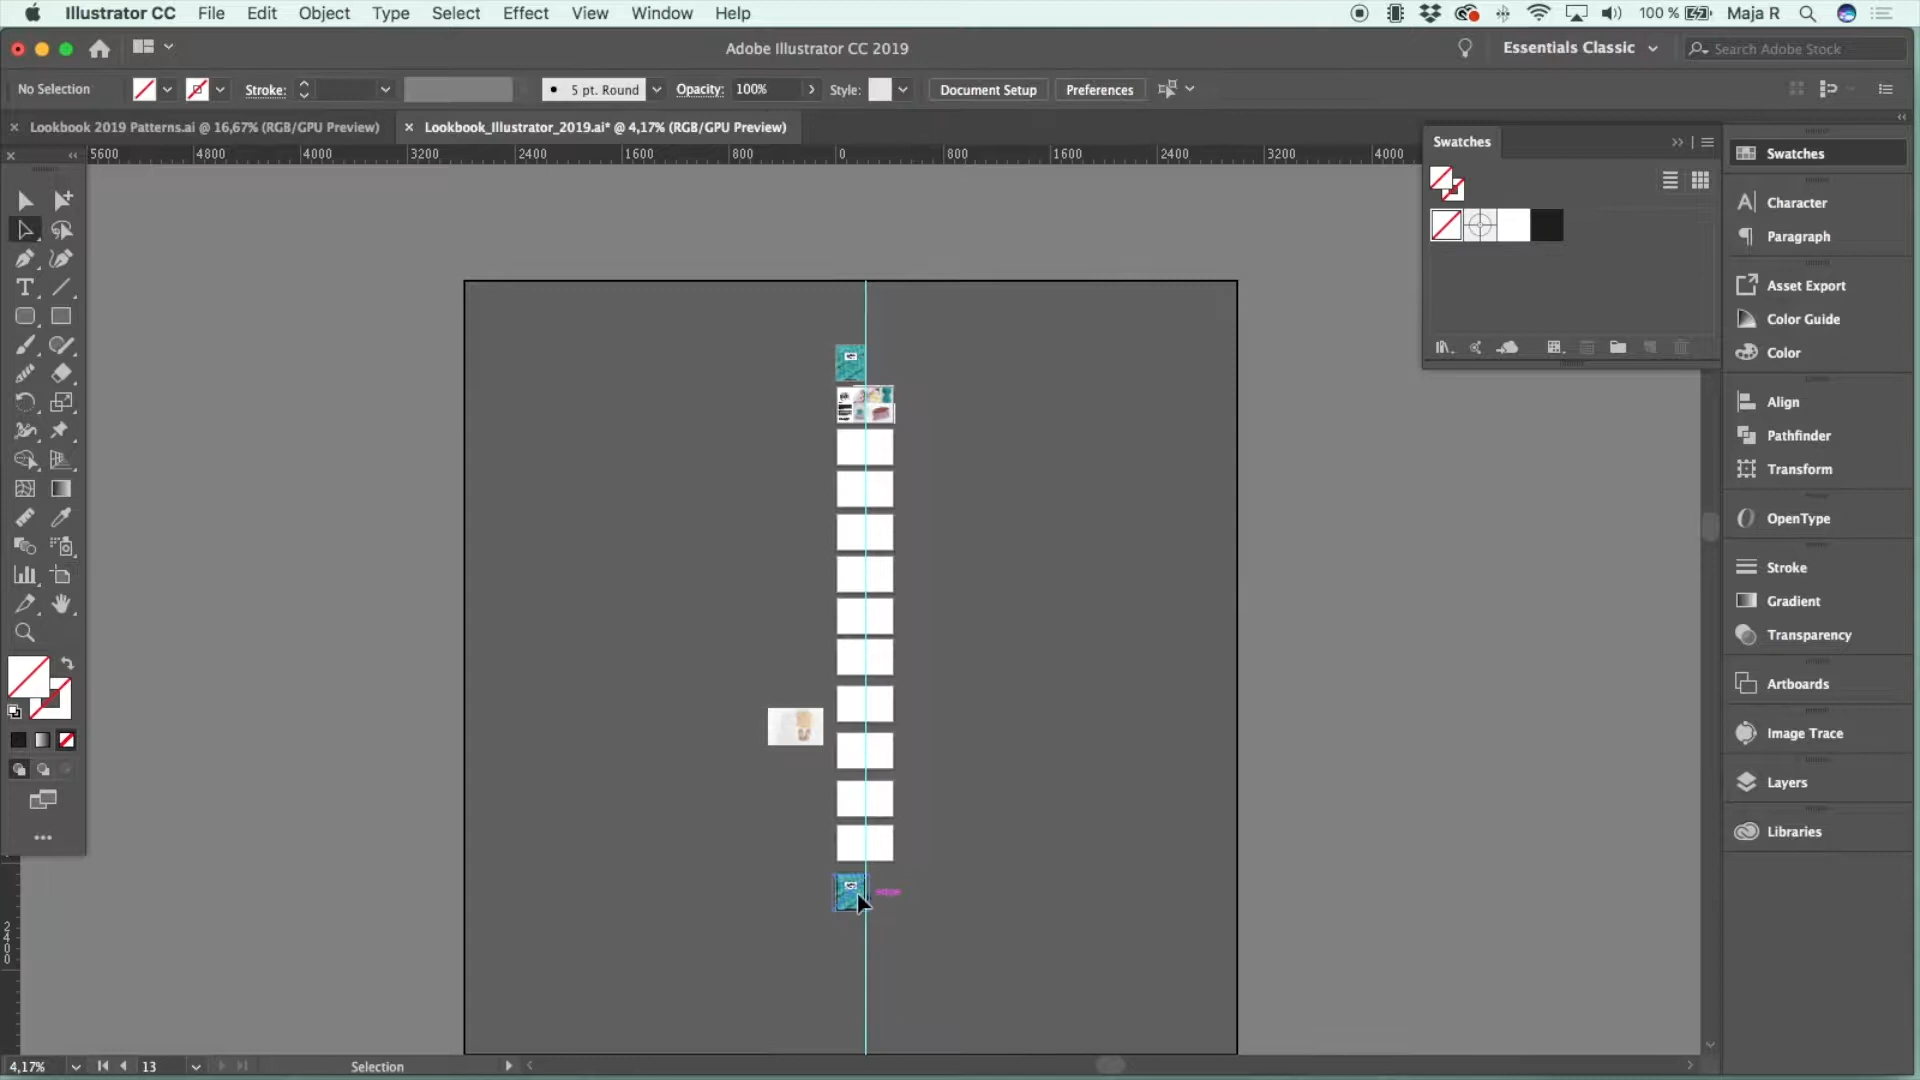 Illustrator CC File Edit Object Type Select Effect View Window Help
100 % Maja R
Adobe Illustrator CC 2019
Essentials Classic
Search Adobe Stock
No Selection
Stroke:
5 pt. Round
Opacity: 100%
Style:
Document Setup
Preferences
× Lookbook 2019 Patterns.ai @ 16,67% (RGB/GPU Preview)
× Lookbook_Illustrator_2019.ai* @ 4,17% (RGB/GPU Preview)
5600 4800 4000 3200 2400 1600 800 0 800 1600 2400 3200 4000
Swatches
Swatches
Character
Paragraph
Asset Export
Color Guide
Color
Align
Pathfinder
Transform
OpenType
Stroke
Gradient
Transparency
Artboards
Image Trace
Layers
Libraries
2400
4,17%
13
Selection